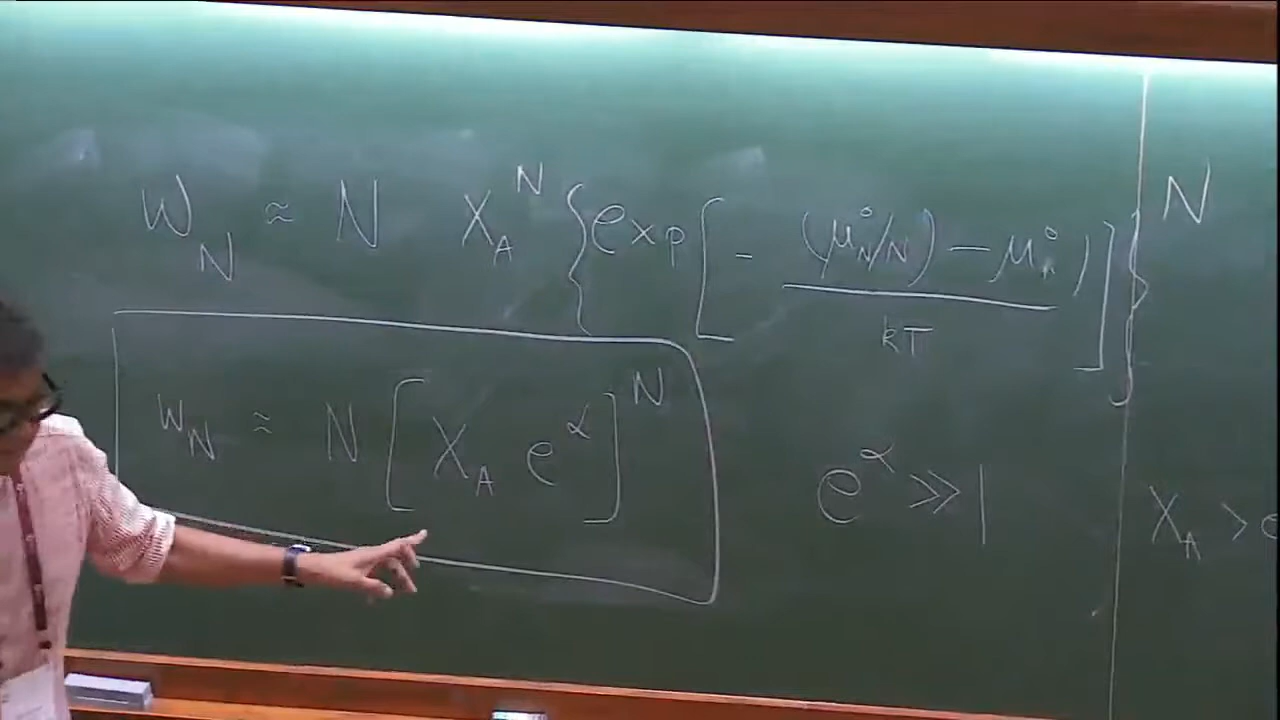 W_N ≈ N X_A^N { exp [ - ((μ°_N/N) - μ°_A) / kT ] }^N
W_N ≈ N [ X_A e^α ]^N
e^α >> 1
X_A > e